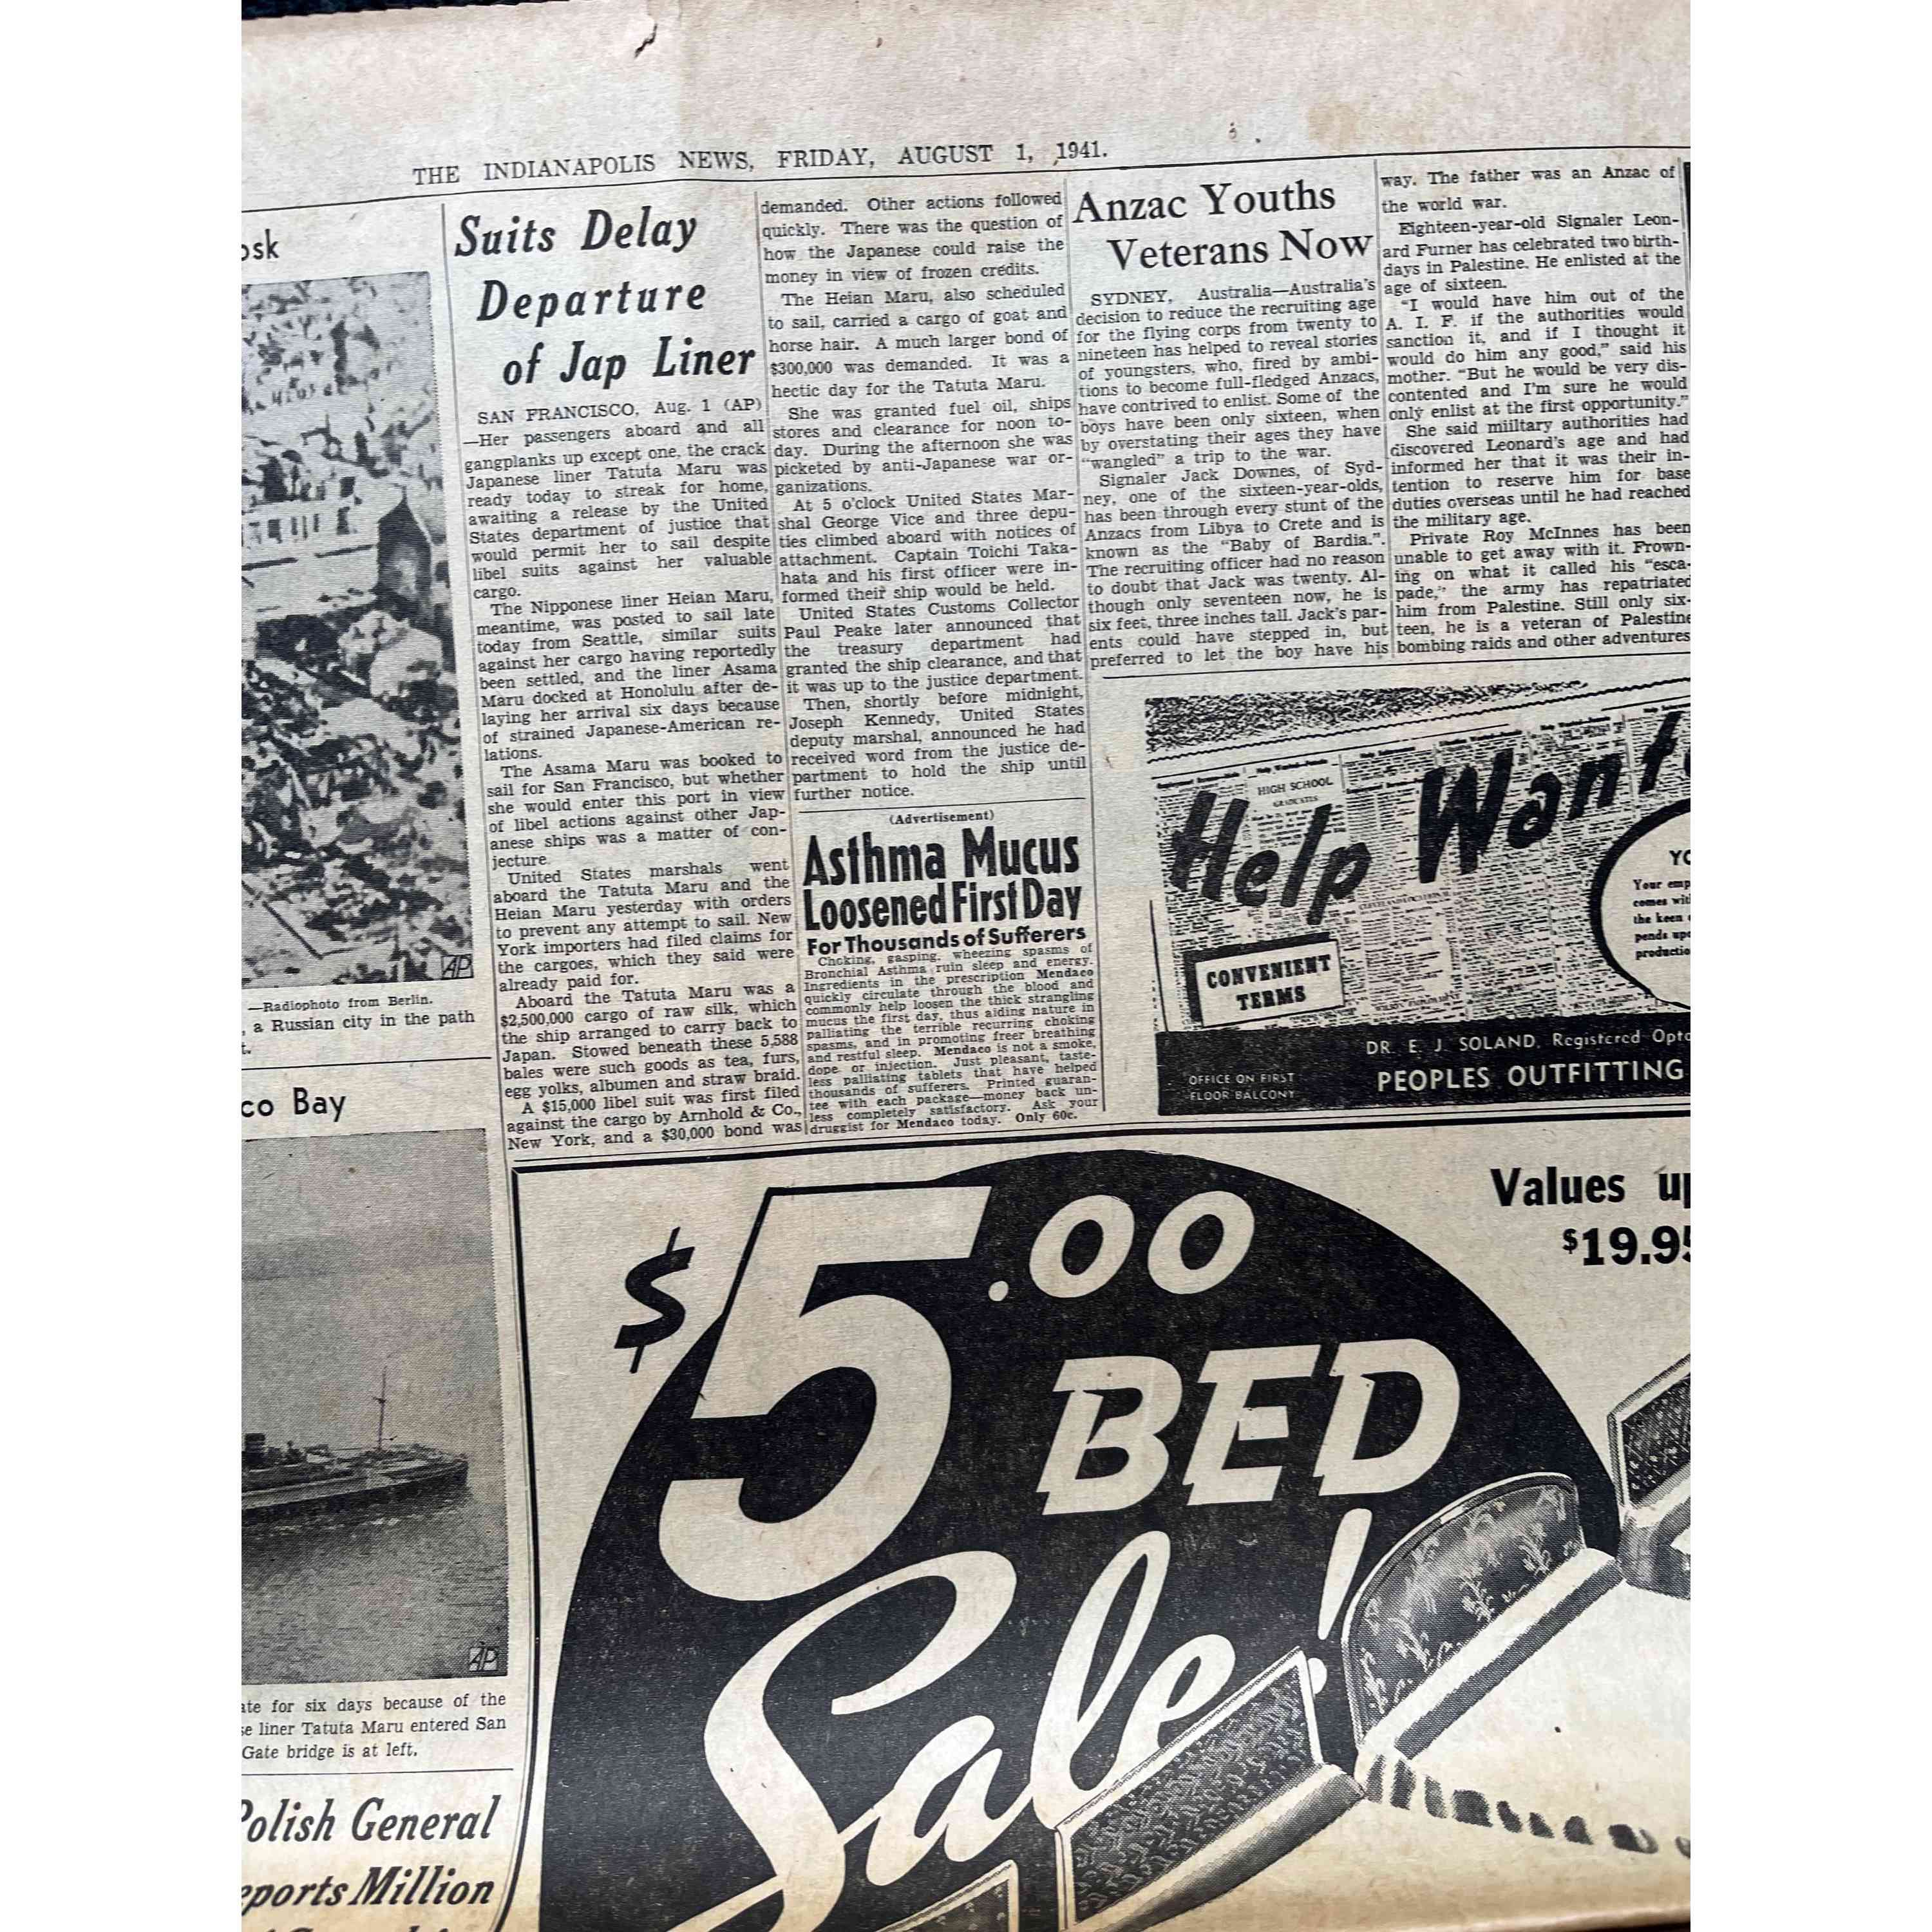 THE INDIANAPOLIS NEWS, FRIDAY, AUGUST 1, 1941.
osk
AP
—Radiophoto from Berlin.
, a Russian city in the path
t.
co Bay
AP
ate for six days because of the
se liner Tatuta Maru entered San
Gate bridge is at left.
Polish General
eports Million
Suits Delay
Departure
of Jap Liner
SAN FRANCISCO, Aug. 1 (AP)
—Her passengers aboard and all
gangplanks up except one, the crack
Japanese liner Tatuta Maru was
ready today to streak for home,
awaiting a release by the United
States department of justice that
would permit her to sail despite
libel suits against her valuable
cargo.
The Nipponese liner Heian Maru,
meantime, was posted to sail late
today from Seattle, similar suits
against her cargo having reportedly
been settled, and the liner Asama
Maru docked at Honolulu after de-
laying her arrival six days because
of strained Japanese-American re-
lations.
The Asama Maru was booked to
sail for San Francisco, but whether
she would enter this port in view
of libel actions against other Jap-
anese ships was a matter of con-
jecture.
United States marshals went
aboard the Tatuta Maru and the
Heian Maru yesterday with orders
to prevent any attempt to sail. New
York importers had filed claims for
the cargoes, which they said were
already paid for.
Aboard the Tatuta Maru was a
$2,500,000 cargo of raw silk, which
the ship arranged to carry back to
Japan. Stowed beneath these 5,588
bales were such goods as tea, furs,
egg yolks, albumen and straw braid.
A $15,000 libel suit was first filed
against the cargo by Arnhold & Co.,
New York, and a $30,000 bond was
demanded. Other actions followed
quickly. There was the question of
how the Japanese could raise the
money in view of frozen credits.
The Heian Maru, also scheduled
to sail, carried a cargo of goat and
horse hair. A much larger bond of
$300,000 was demanded. It was a
hectic day for the Tatuta Maru.
She was granted fuel oil, ships
stores and clearance for noon to-
day. During the afternoon she was
picketed by anti-Japanese war or-
ganizations.
At 5 o'clock United States Mar-
shal George Vice and three depu-
ties climbed aboard with notices of
attachment. Captain Toichi Taka-
hata and his first officer were in-
formed their ship would be held.
United States Customs Collector
Paul Peake later announced that
the treasury department had
granted the ship clearance, and that
it was up to the justice department.
Then, shortly before midnight,
Joseph Kennedy, United States
deputy marshal, announced he had
received word from the justice de-
partment to hold the ship until
further notice.
(Advertisement)
Asthma Mucus
Loosened First Day
For Thousands of Sufferers
Choking, gasping, wheezing spasms of
Bronchial Asthma ruin sleep and energy.
Ingredients in the prescription Mendaco
quickly circulate through the blood and
commonly help loosen the thick strangling
mucus the first day, thus aiding nature in
palliating the terrible recurring choking
spasms, and in promoting freer breathing
and restful sleep. Mendaco is not a smoke,
dope or injection. Just pleasant, taste-
less palliating tablets that have helped
thousands of sufferers. Printed guaran-
tee with each package—money back un-
less completely satisfactory. Ask your
druggist for Mendaco today. Only 60c.
Anzac Youths
Veterans Now
SYDNEY, Australia—Australia's
decision to reduce the recruiting age
for the flying corps from twenty to
nineteen has helped to reveal stories
of youngsters, who, fired by ambi-
tions to become full-fledged Anzacs,
have contrived to enlist. Some of the
boys have been only sixteen, when
by overstating their ages they have
"wangled" a trip to the war.
Signaler Jack Downes, of Syd-
ney, one of the sixteen-year-olds,
has been through every stunt of the
Anzacs from Libya to Crete and is
known as the "Baby of Bardia.".
The recruiting officer had no reason
to doubt that Jack was twenty. Al-
though only seventeen now, he is
six feet, three inches tall. Jack's par-
ents could have stepped in, but
preferred to let the boy have his
way. The father was an Anzac of
the world war.
Eighteen-year-old Signaler Leon-
ard Furner has celebrated two birth-
days in Palestine. He enlisted at the
age of sixteen.
"I would have him out of the
A. I. F. if the authorities would
sanction it, and if I thought it
would do him any good," said his
mother. "But he would be very dis-
contented and I'm sure he would
only enlist at the first opportunity."
She said miiltary authorities had
discovered Leonard's age and had
informed her that it was their in-
tention to reserve him for base
duties overseas until he had reached
the military age.
Private Roy McInnes has been
unable to get away with it. Frown-
ing on what it called his "esca-
pade," the army has repatriated
him from Palestine. Still only six-
teen, he is a veteran of Palestine
bombing raids and other adventures
HIGH SCHOOL
GRADUATES
Help Want
CONVENIENT
TERMS
YO
Your emp
comes wit
the keen
pends upo
productio
DR. E. J. SOLAND, Registered Opto
OFFICE ON FIRST
FLOOR BALCONY
PEOPLES OUTFITTING
$5.00
BED
Sale!
Values up
$19.95